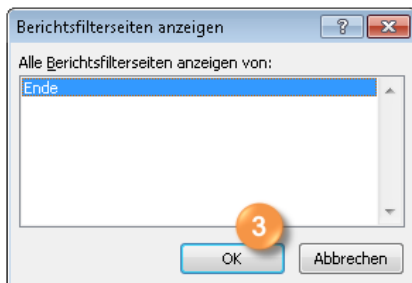 Berichtsfilterseiten anzeigen
Alle Berichtsfilterseiten anzeigen von:
Ende
3
OK
Abbrechen